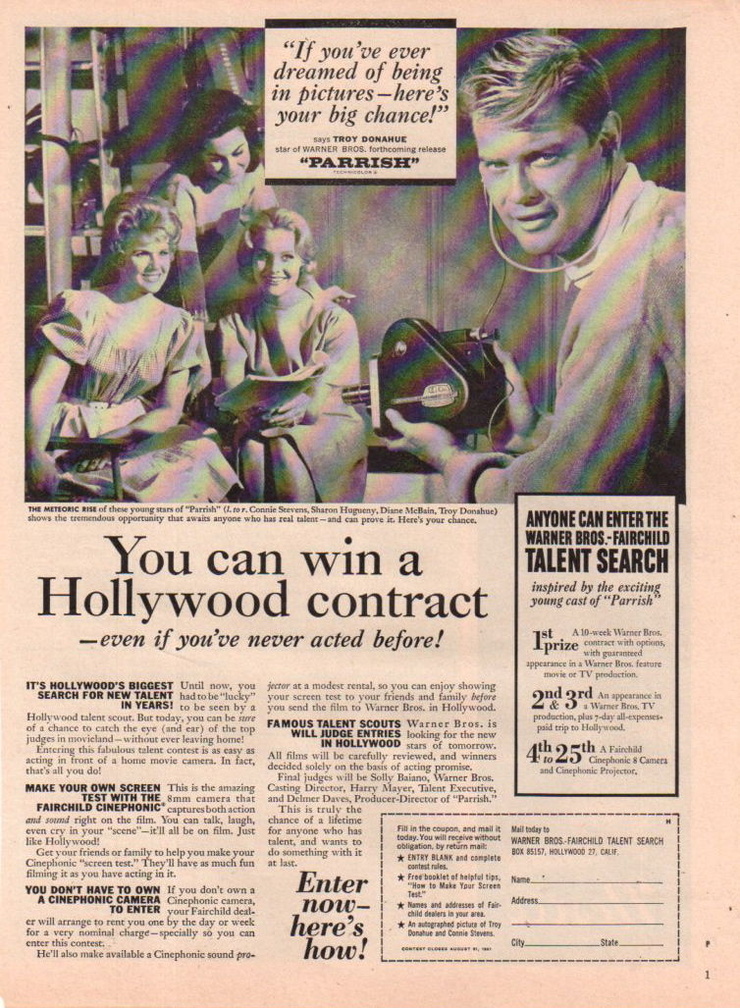 “If you’ve ever
dreamed of being
in pictures—here’s
your big chance!”
says TROY DONAHUE
star of WARNER BROS. forthcoming release
“PARRISH”
TECHNICOLOR ®
THE METEORIC RISE of these young stars of “Parrish” (l. to r. Connie Stevens, Sharon Hugueny, Diane McBain, Troy Donahue)
shows the tremendous opportunity that awaits anyone who has real talent—and can prove it. Here’s your chance.
You can win a
Hollywood contract
—even if you’ve never acted before!
IT’S HOLLYWOOD’S BIGGEST
SEARCH FOR NEW TALENT
IN YEARS!
Until now, you
had to be “lucky”
to be seen by a
Hollywood talent scout. But today, you can be sure
of a chance to catch the eye (and ear) of the top
judges in movieland—without ever leaving home!
Entering this fabulous talent contest is as easy as
acting in front of a home movie camera. In fact,
that’s all you do!
MAKE YOUR OWN SCREEN
TEST WITH THE
FAIRCHILD CINEPHONIC®
This is the amazing
8mm camera that
captures both action
and sound right on the film. You can talk, laugh,
even cry in your “scene”—it’ll all be on film. Just
like Hollywood!
Get your friends or family to help you make your
Cinephonic “screen test.” They’ll have as much fun
filming it as you have acting in it.
YOU DON’T HAVE TO OWN
A CINEPHONIC CAMERA
TO ENTER
If you don’t own a
Cinephonic camera,
your Fairchild deal-
er will arrange to rent you one by the day or week
for a very nominal charge—specially so you can
enter this contest.
He’ll also make available a Cinephonic sound pro-
jector at a modest rental, so you can enjoy showing
your screen test to your friends and family before
you send the film to Warner Bros. in Hollywood.
FAMOUS TALENT SCOUTS
WILL JUDGE ENTRIES
IN HOLLYWOOD
Warner Bros. is
looking for the new
stars of tomorrow.
All films will be carefully reviewed, and winners
decided solely on the basis of acting promise.
Final judges will be Solly Baiano, Warner Bros.
Casting Director, Harry Mayer, Talent Executive,
and Delmer Daves, Producer-Director of “Parrish.”
This is truly the
chance of a lifetime
for anyone who has
talent, and wants to
do something with it
at last.
Enter
now—
here’s
how!
ANYONE CAN ENTER THE
WARNER BROS.-FAIRCHILD
TALENT SEARCH
inspired by the exciting
young cast of “Parrish”
1st prize
A 10-week Warner Bros.
contract with options,
with guaranteed
appearance in a Warner Bros. feature
movie or TV production.
2nd & 3rd
An appearance in
a Warner Bros. TV
production, plus 7-day all-expenses-
paid trip to Hollywood.
4th to 25th
A Fairchild
Cinephonic 8 Camera
and Cinephonic Projector.
Fill in the coupon, and mail it
today. You will receive without
obligation, by return mail:
★ ENTRY BLANK and complete
contest rules.
★ Free booklet of helpful tips,
“How to Make Your Screen
Test.”
★ Names and addresses of Fair-
child dealers in your area.
★ An autographed picture of Troy
Donahue and Connie Stevens.
CONTEST CLOSES AUGUST 31, 1961
H
Mail today to
WARNER BROS.-FAIRCHILD TALENT SEARCH
BOX 85157, HOLLYWOOD 27, CALIF.
Name
Address
City State
P
1